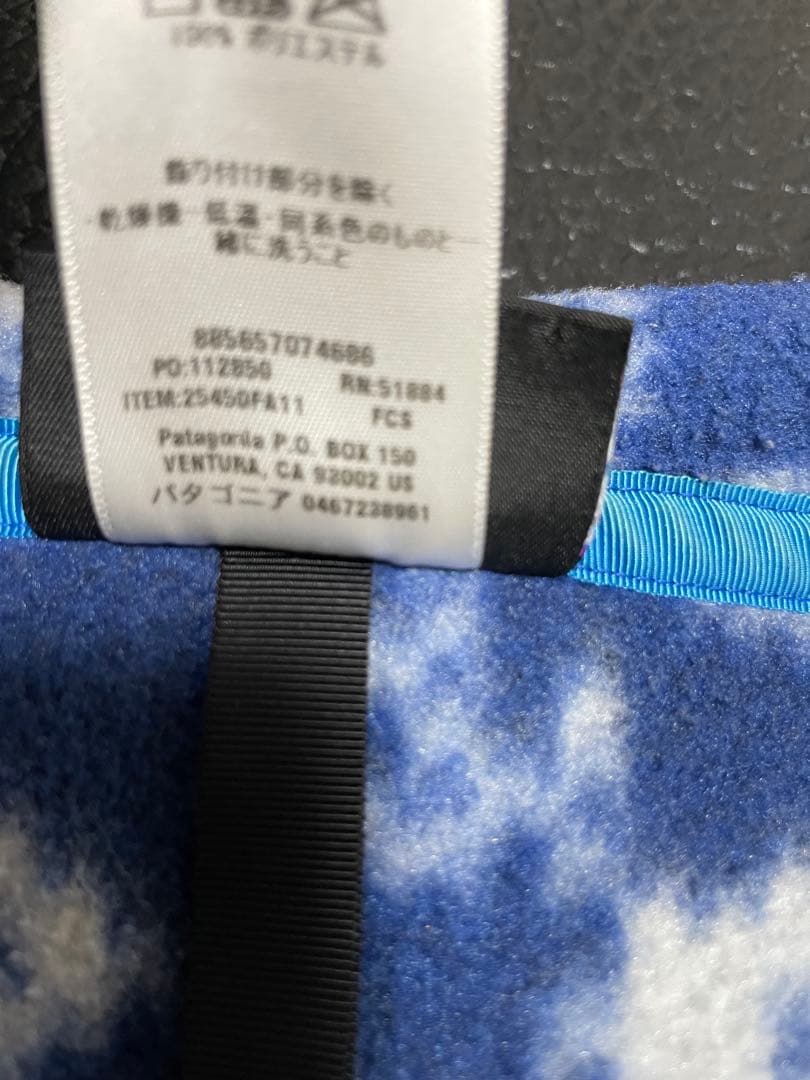 100% ポリエステル
飾り付け部分を除く
・乾燥機－低温・同系色のものと一
緒に洗うこと
885657074686
PO:112850 RN:51884
ITEM:25450FA11 FCS
Patagonia P.O. BOX 150
VENTURA, CA 93002 US
パタゴニア 0467238961